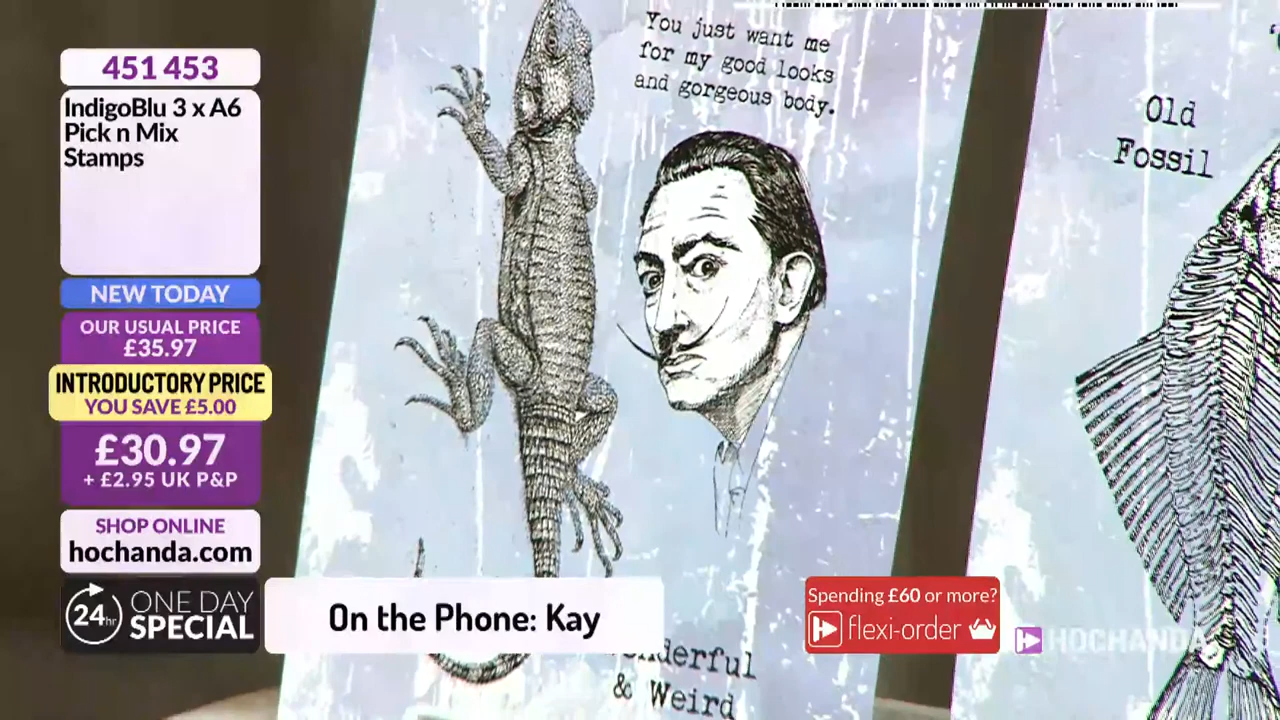 451 453
IndigoBlu 3 x A6
Pick n Mix
Stamps
NEW TODAY
OUR USUAL PRICE
£35.97
INTRODUCTORY PRICE
YOU SAVE £5.00
£30.97
+ £2.95 UK P&P
SHOP ONLINE
hochanda.com
24hr
ONE DAY
SPECIAL
On the Phone: Kay
Spending £60 or more?
flexi-order
HOCHANDA
You just want me
for my good looks
and gorgeous body.
& Weird
Old
Fossil